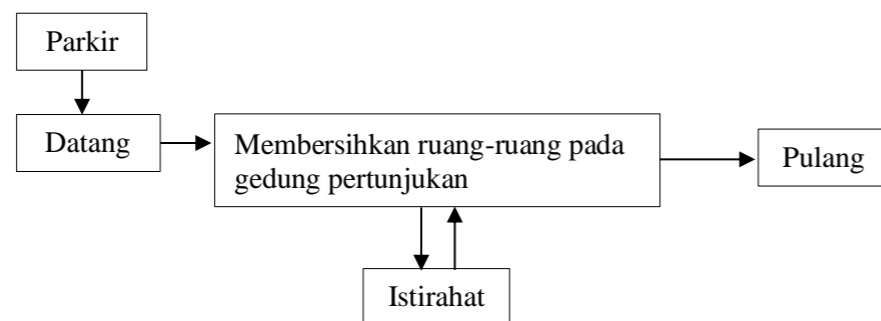 Parkir
Datang
Membersihkan ruang-ruang pada
gedung pertunjukan
Pulang
Istirahat